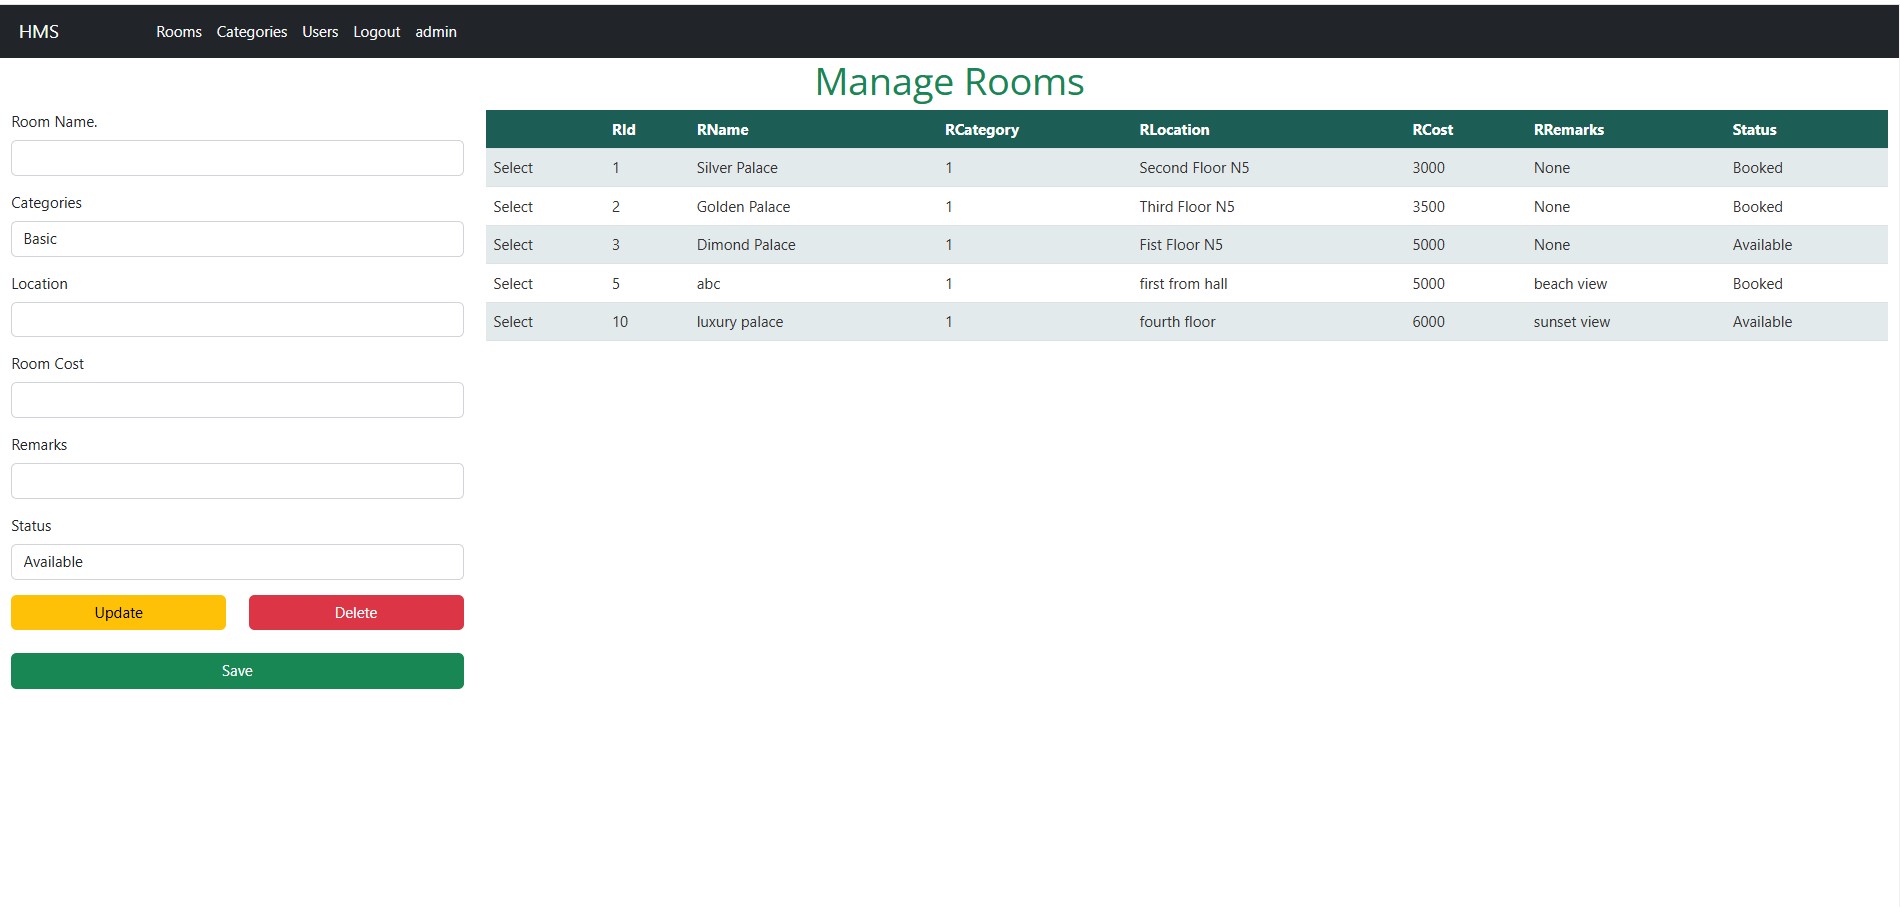 HMS Rooms Categories Users Logout admin
Manage Rooms
Room Name.
Categories
Basic
Location
Room Cost
Remarks
Status
Available
Update Delete
Save
RId RName RCategory RLocation RCost RRemarks Status
Select 1 Silver Palace 1 Second Floor N5 3000 None Booked
Select 2 Golden Palace 1 Third Floor N5 3500 None Booked
Select 3 Dimond Palace 1 Fist Floor N5 5000 None Available
Select 5 abc 1 first from hall 5000 beach view Booked
Select 10 luxury palace 1 fourth floor 6000 sunset view Available